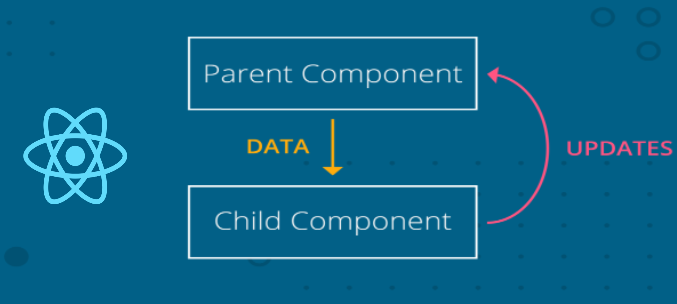 Parent Component
DATA
UPDATES
Child Component